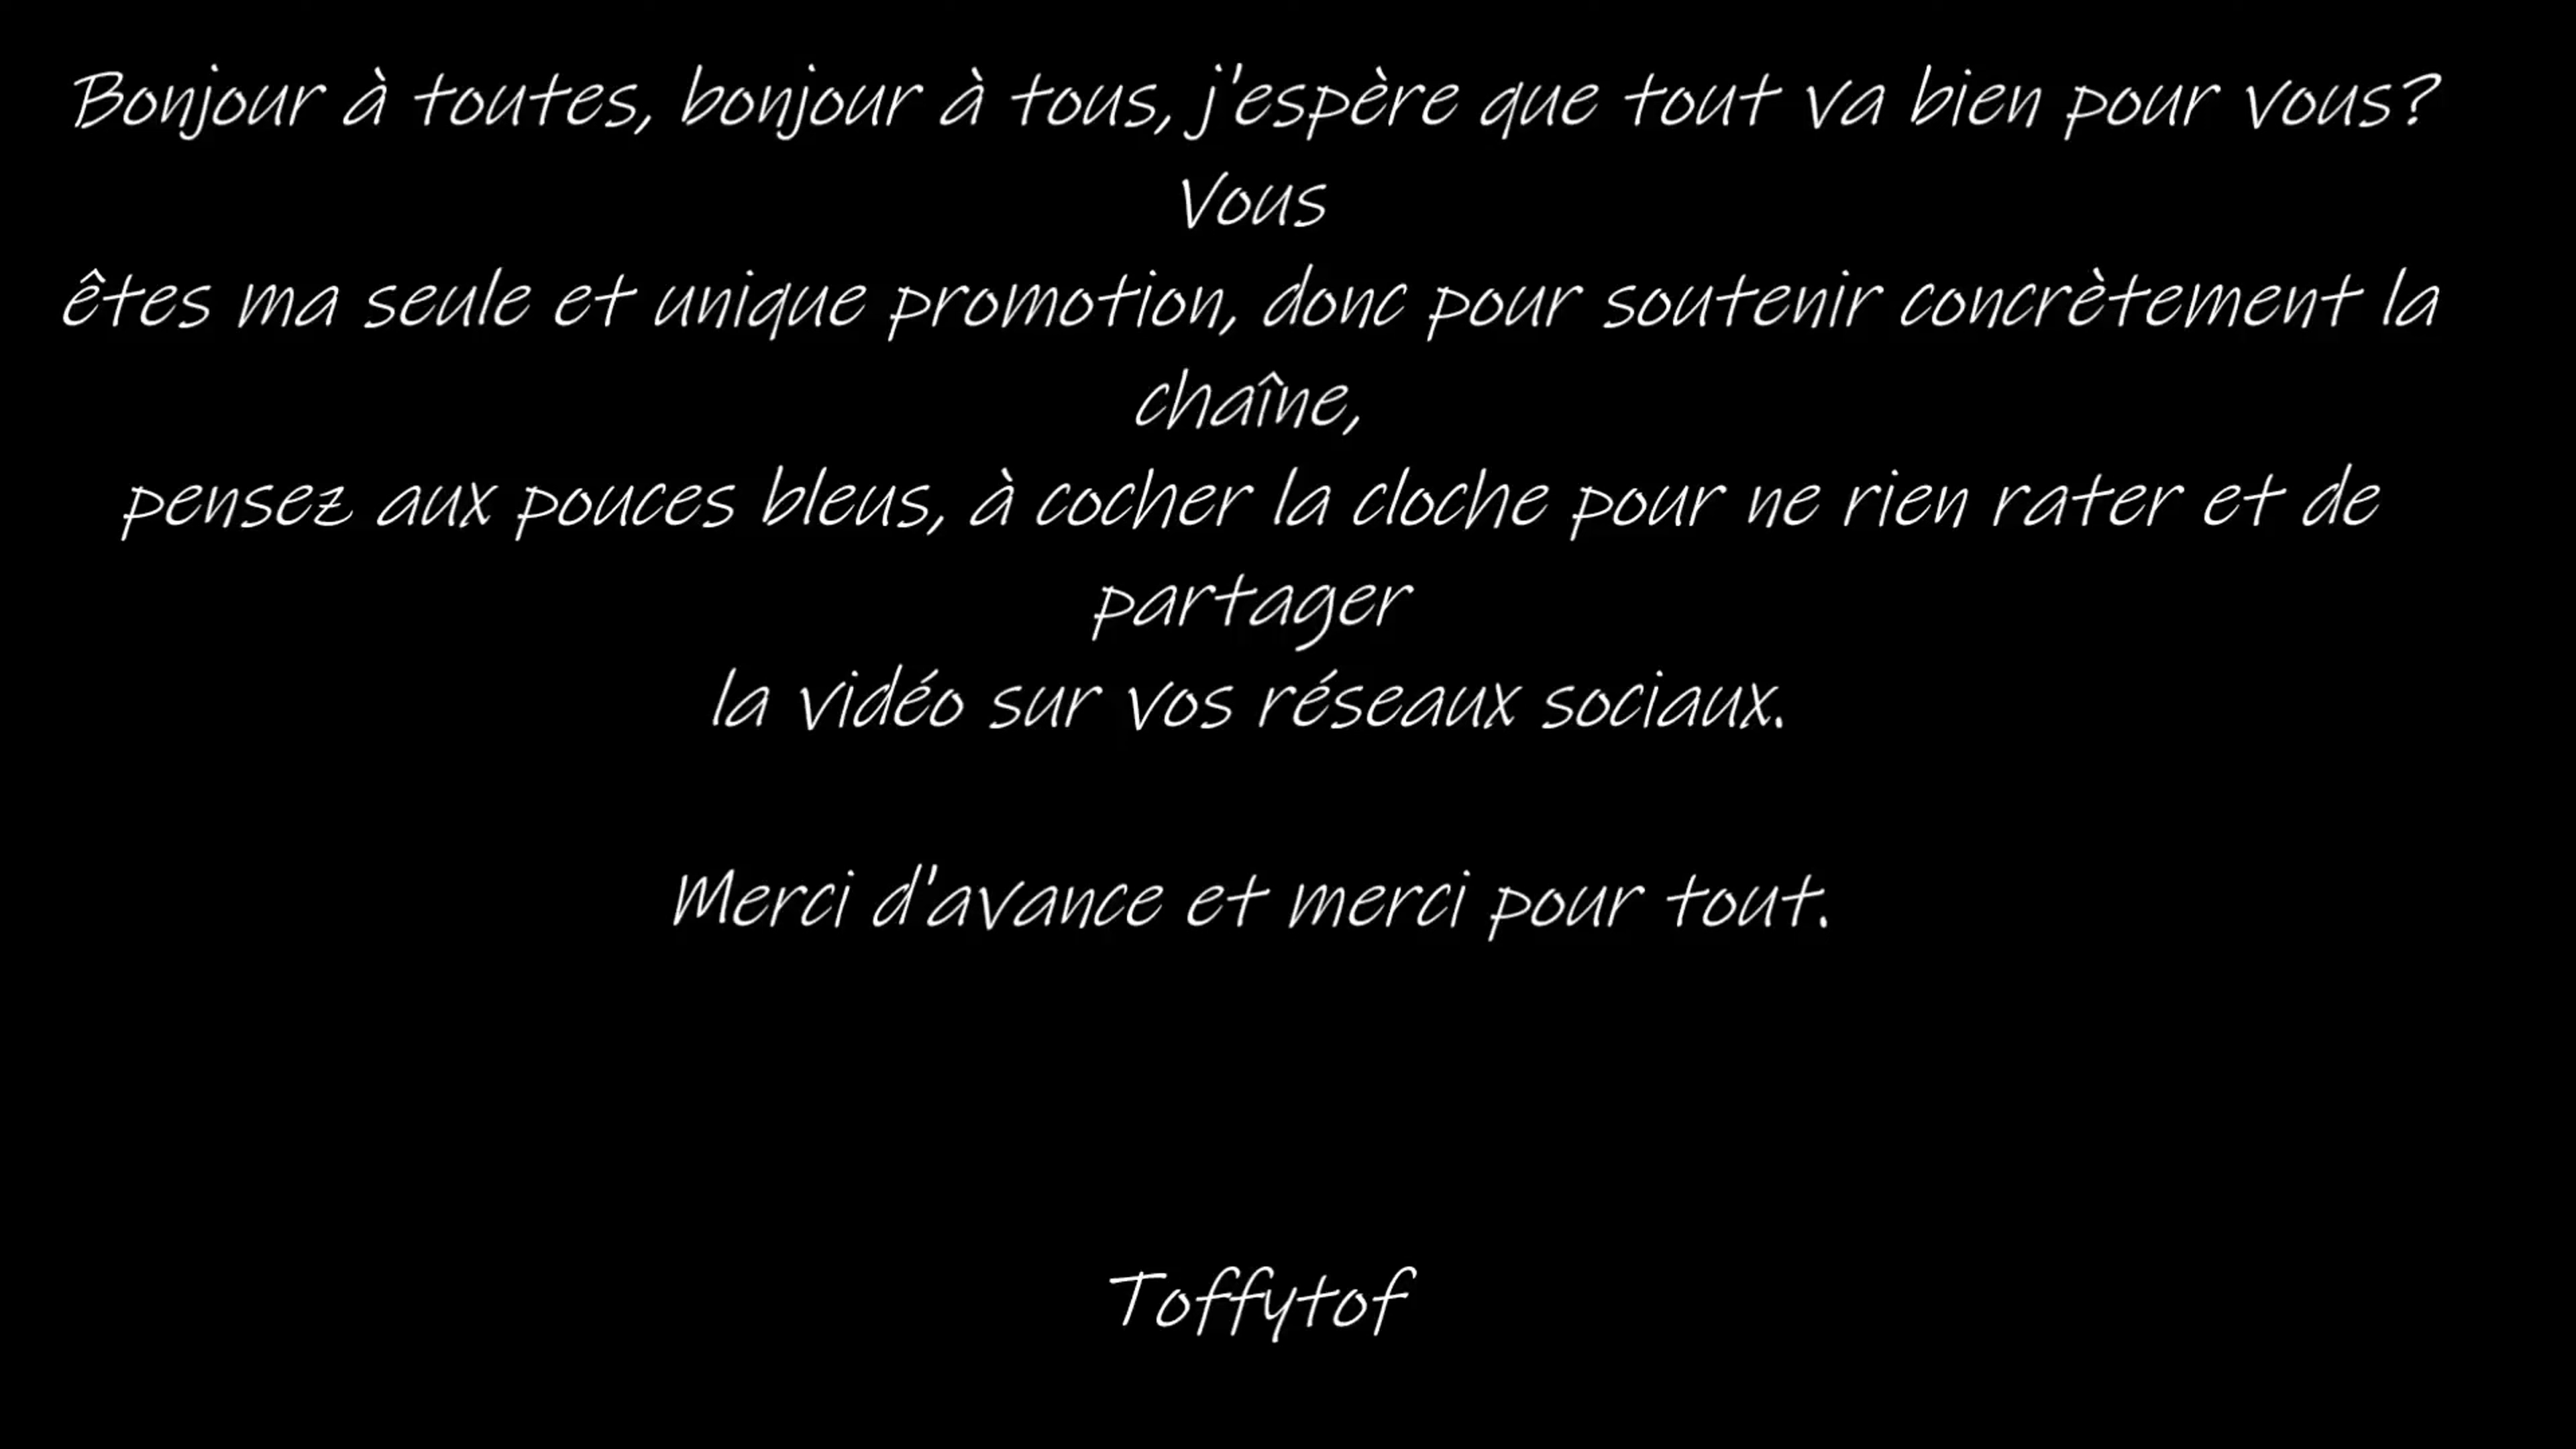 Bonjour à toutes, bonjour à tous, j'espère que tout va bien pour vous?
Vous
êtes ma seule et unique promotion, donc pour soutenir concrètement la
chaîne,
pensez aux pouces bleus, à cocher la cloche pour ne rien rater et de
partager
la vidéo sur vos réseaux sociaux.
Merci d'avance et merci pour tout.
Toffytof